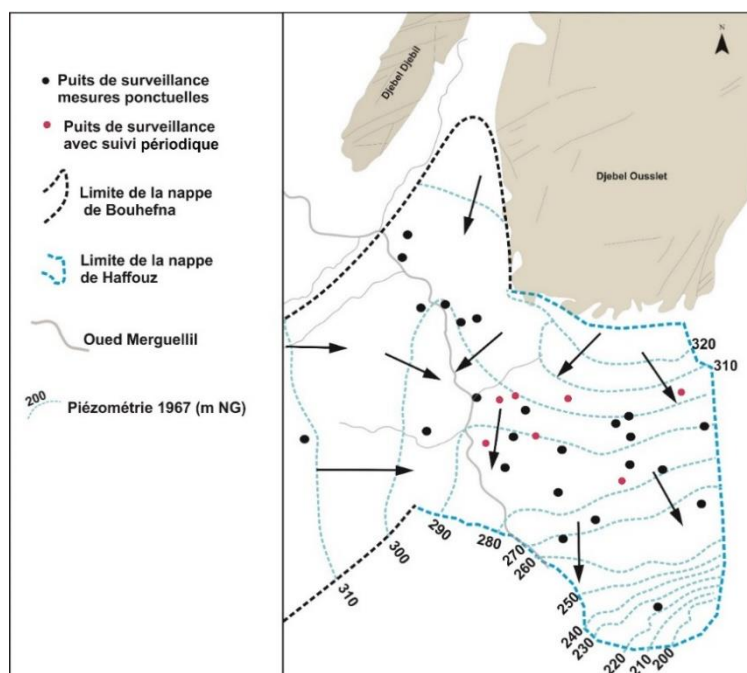 Puits de surveillance
mesures ponctuelles
Puits de surveillance
avec suivi périodique
Limite de la nappe
de Bouhefna
Limite de la nappe
de Haffouz
Oued Merguellil
200
Piézométrie 1967 (m NG)
Djebel Djebil
N
Djebel Ousslet
320
310
290
280
270
260
250
240
230
220
210
200
300
310